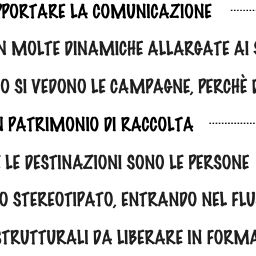 PPORTARE LA COMUNICAZIONE
N MOLTE DINAMICHE ALLARGATE AI S
O SI VEDONO LE CAMPAGNE, PERCHÈ D
N PATRIMONIO DI RACCOLTA
LE DESTINAZIONI SONO LE PERSONE
O STEREOTIPATO, ENTRANDO NEL FLU
STRUTTURALI DA LIBERARE IN FORMA